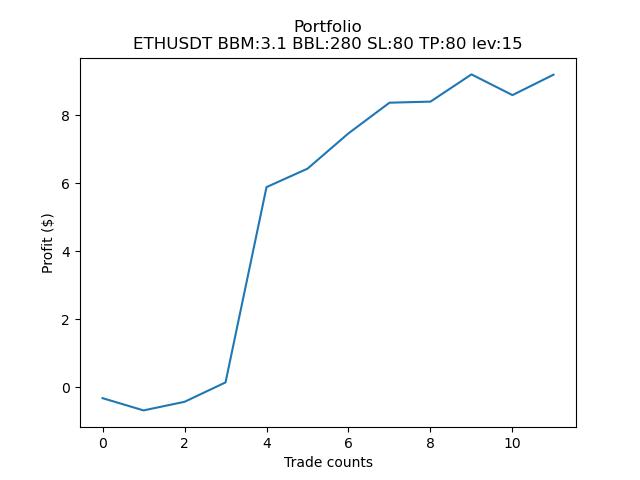 Portfolio
ETHUSDT BBM:3.1 BBL:280 SL:80 TP:80 lev:15
8
6
4
2
0
Profit ($)
0 2 4 6 8 10
Trade counts